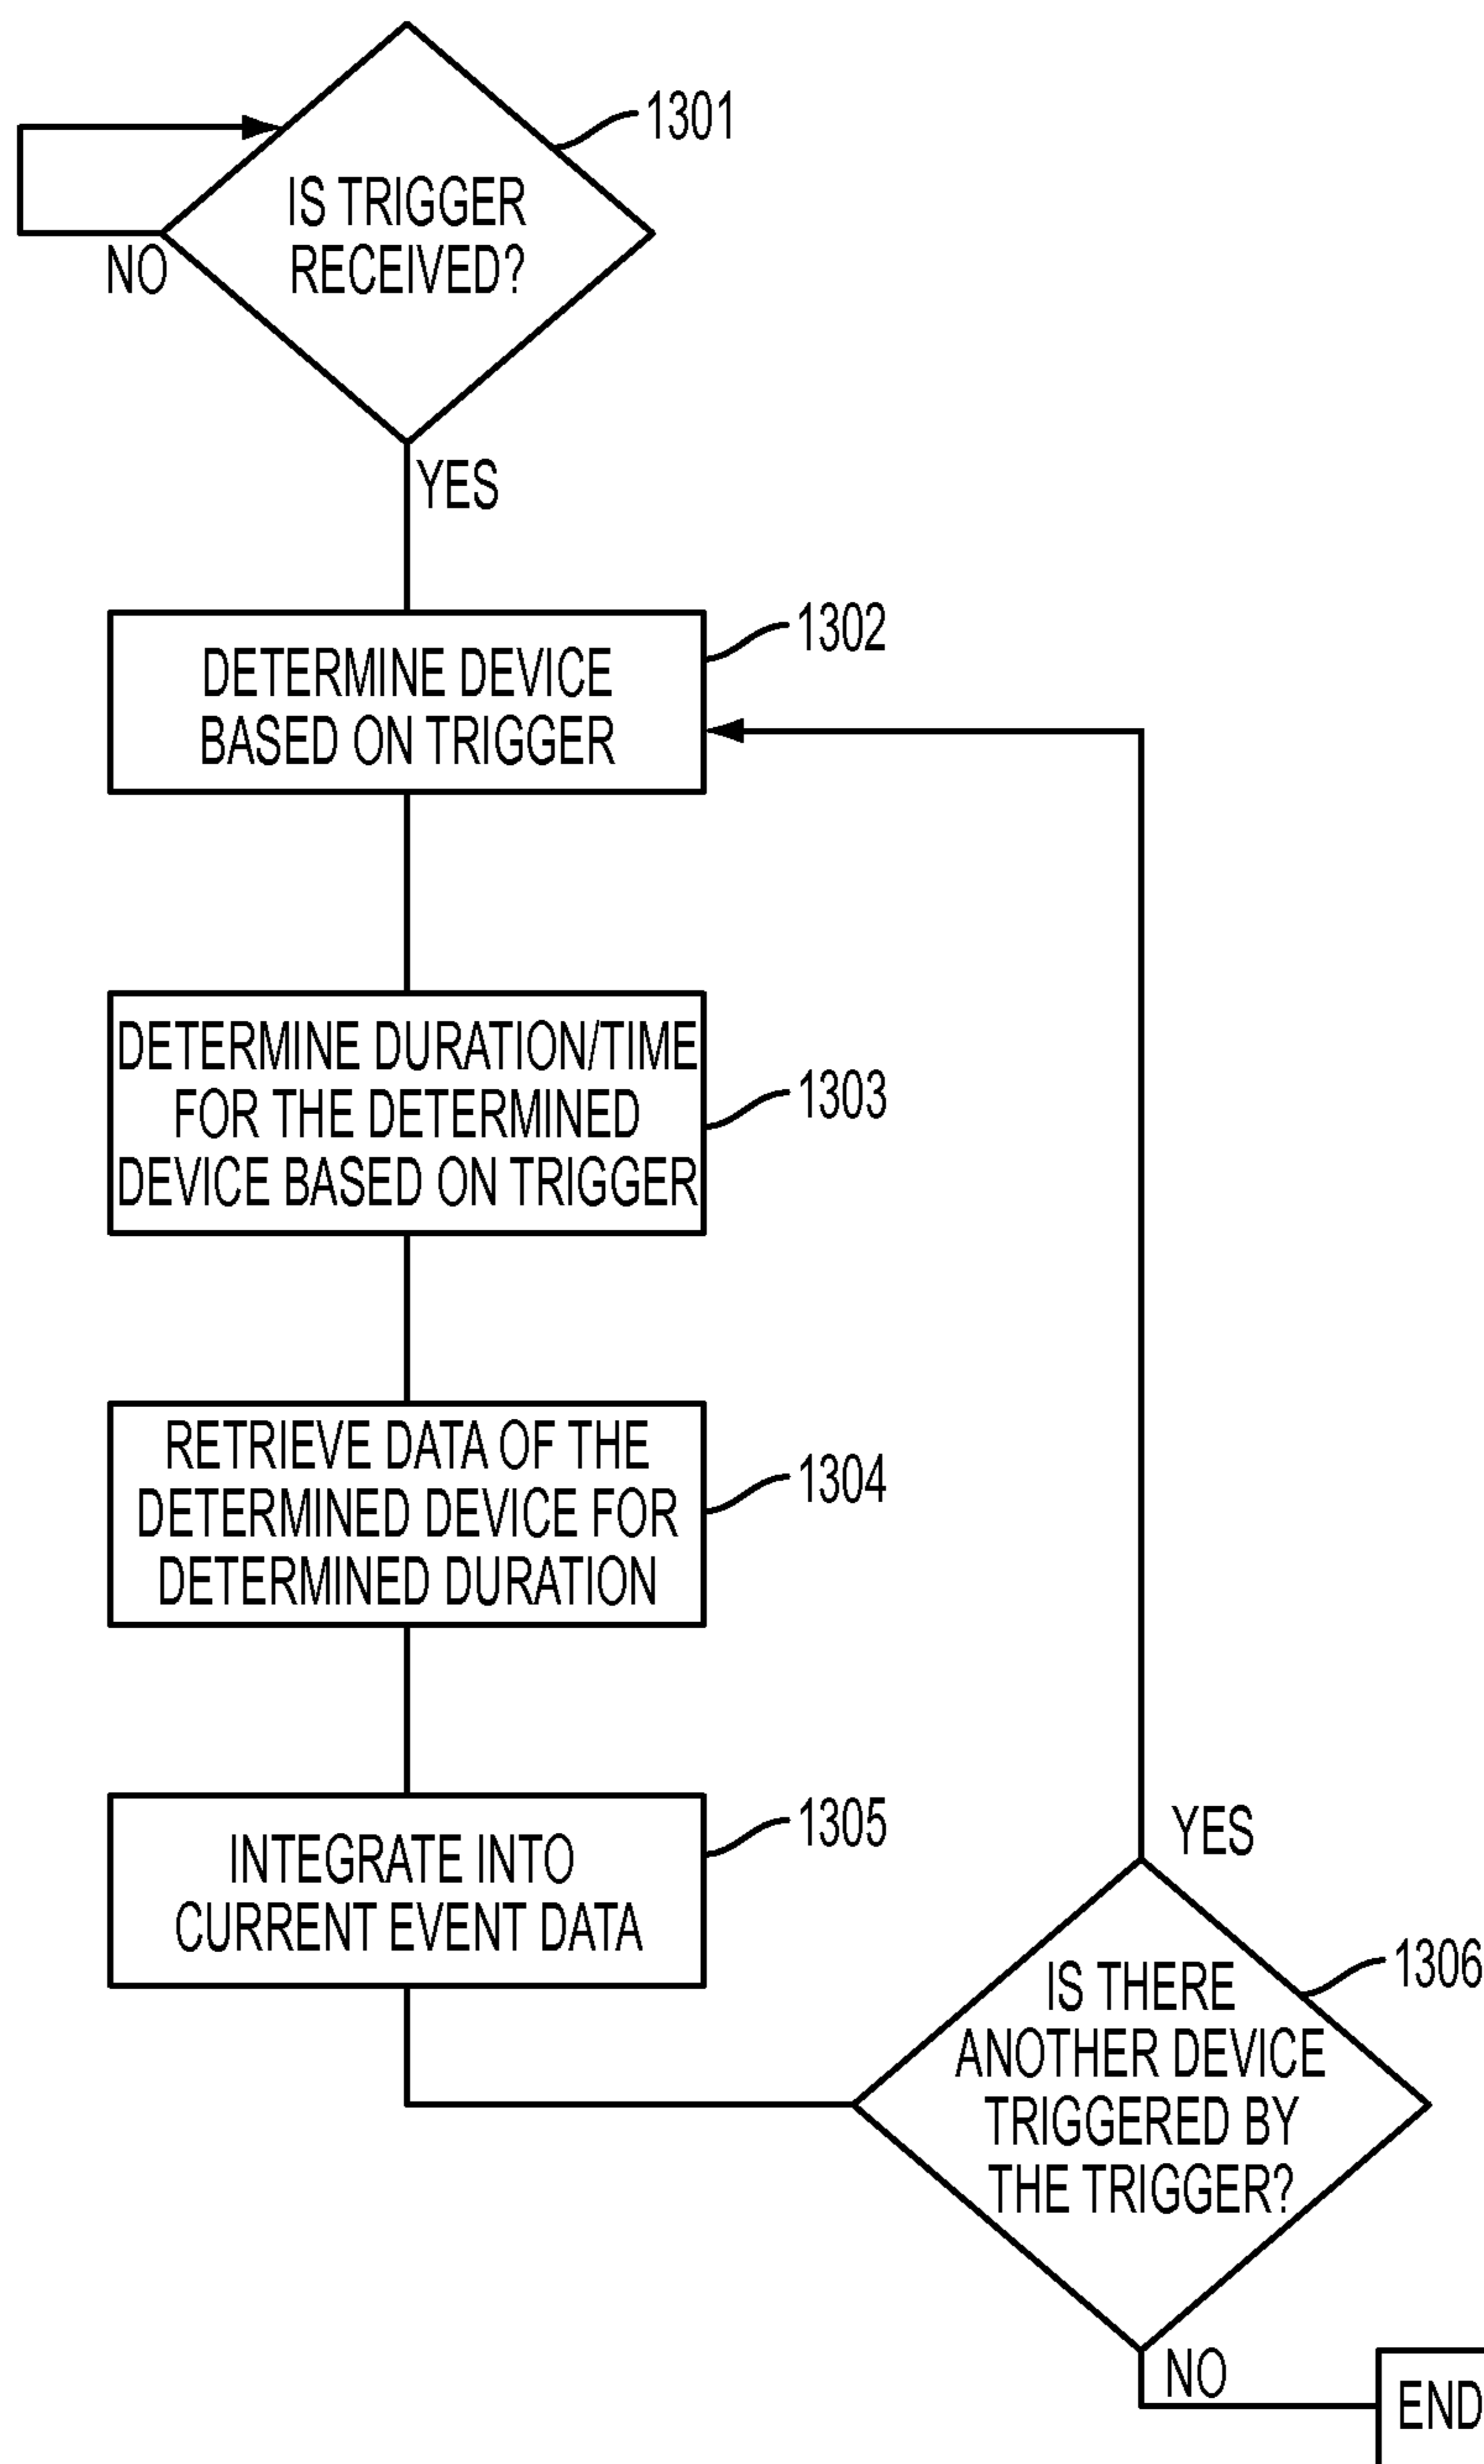 1301
IS TRIGGER
RECEIVED?
NO
YES
1302
DETERMINE DEVICE
BASED ON TRIGGER
DETERMINE DURATION/TIME
FOR THE DETERMINED
DEVICE BASED ON TRIGGER
1303
RETRIEVE DATA OF THE
DETERMINED DEVICE FOR
DETERMINED DURATION
1304
1305
INTEGRATE INTO
CURRENT EVENT DATA
YES
1306
IS THERE
ANOTHER DEVICE
TRIGGERED BY
THE TRIGGER?
NO
END